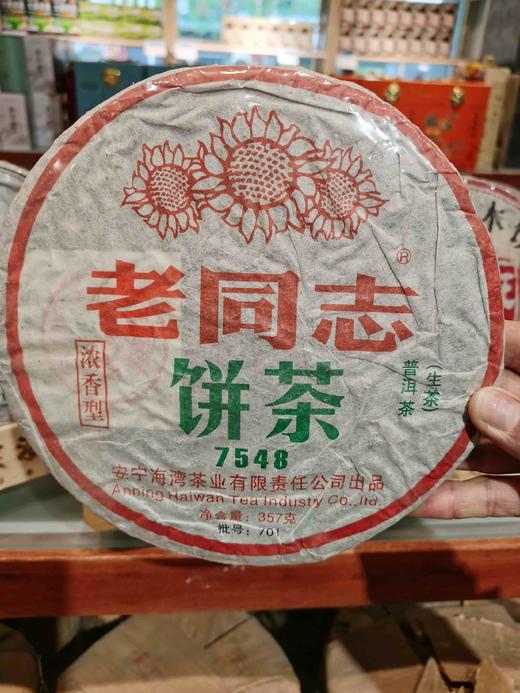 老同志®
饼茶
7548
浓香型
普洱茶
(生茶)
安宁海湾茶业有限责任公司出品
Anning Haiwan Tea Industry Co.,ltd.
净含量：357克
批号：701